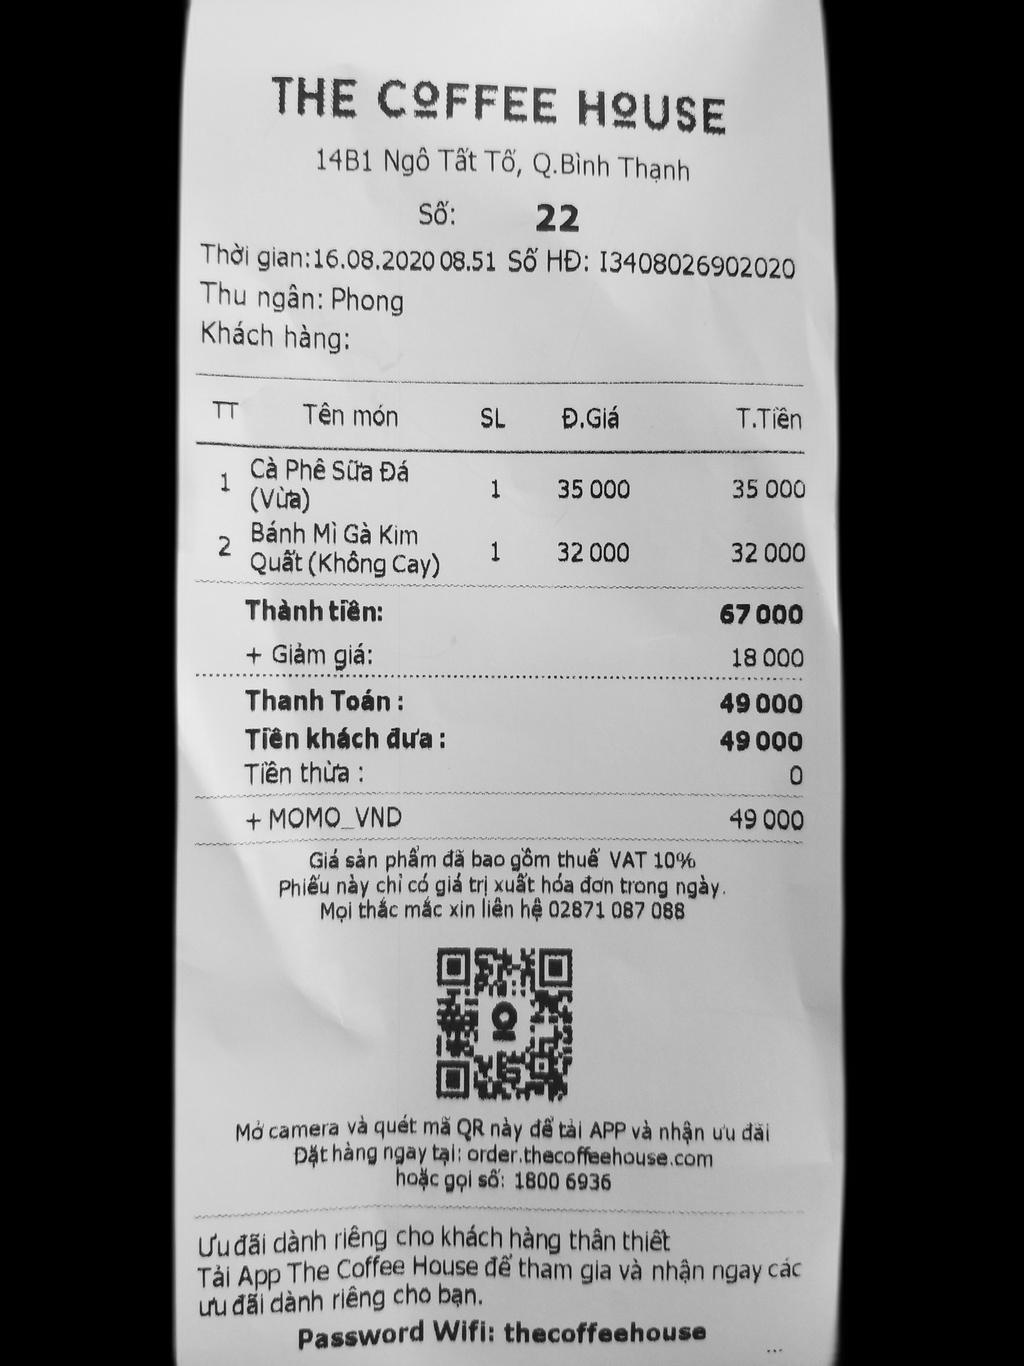 THE COFFEE HOUSE
14B1 Ngô Tất Tố, Q.Bình Thạnh
Số: 22
Thời gian:16.08.2020 08.51 Số HĐ: I3408026902020
Thu ngân: Phong
Khách hàng:
TT Tên món SL Đ.Giá T.Tiền
1 Cà Phê Sữa Đá (Vừa) 1 35 000 35 000
2 Bánh Mì Gà Kim Quất (Không Cay) 1 32 000 32 000
Thành tiền: 67 000
+ Giảm giá: 18 000
Thanh Toán : 49 000
Tiền khách đưa : 49 000
Tiền thừa : 0
+ MOMO_VND 49 000
Giá sản phẩm đã bao gồm thuế VAT 10%
Phiếu này chỉ có giá trị xuất hóa đơn trong ngày.
Mọi thắc mắc xin liên hệ 02871 087 088
Mở camera và quét mã QR này để tải APP và nhận ưu đãi
Đặt hàng ngay tại: order.thecoffeehouse.com
hoặc gọi số: 1800 6936
Ưu đãi dành riêng cho khách hàng thân thiết
Tải App The Coffee House để tham gia và nhận ngay các
ưu đãi dành riêng cho bạn.
Password Wifi: thecoffeehouse